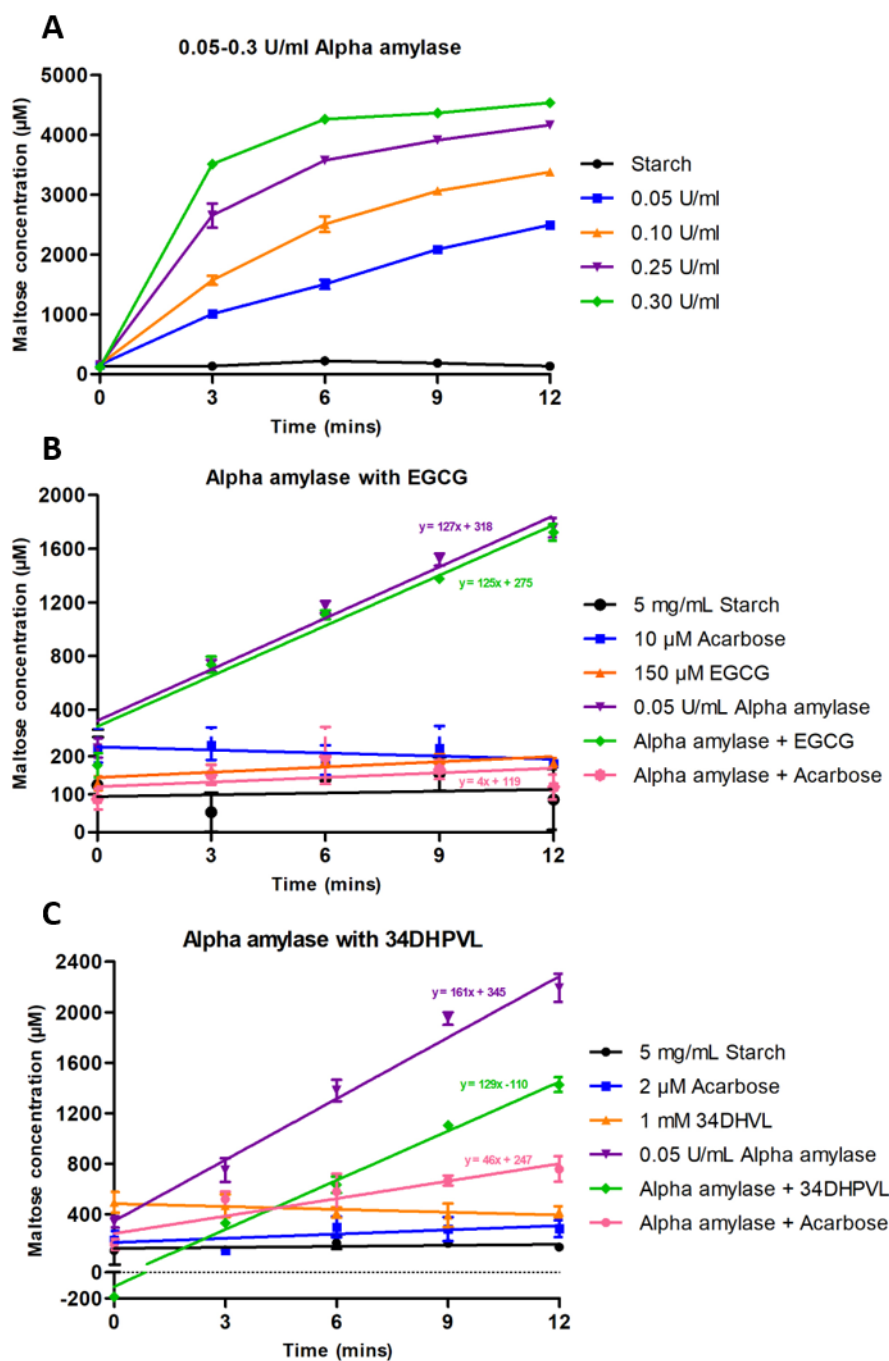 A
0.05-0.3 U/ml Alpha amylase
Maltose concentration (µM)
5000
4000
3000
2000
1000
0
0 3 6 9 12
Time (mins)
Starch
0.05 U/ml
0.10 U/ml
0.25 U/ml
0.30 U/ml
B
Alpha amylase with EGCG
Maltose concentration (µM)
2000
1600
1200
800
400
200
100
0
y = 127x + 318
y = 125x + 275
y = 4x + 119
0 3 6 9 12
Time (mins)
5 mg/mL Starch
10 µM Acarbose
150 µM EGCG
0.05 U/mL Alpha amylase
Alpha amylase + EGCG
Alpha amylase + Acarbose
C
Alpha amylase with 34DHPVL
Maltose concentration (µM)
2400
2000
1600
1200
800
400
0
-200
y = 161x + 345
y = 129x -110
y = 46x + 247
0 3 6 9 12
Time (mins)
5 mg/mL Starch
2 µM Acarbose
1 mM 34DHVL
0.05 U/mL Alpha amylase
Alpha amylase + 34DHPVL
Alpha amylase + Acarbose